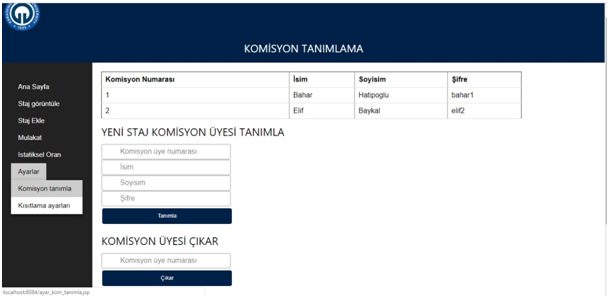 KOMİSYON TANIMLAMA
Ana Sayfa
Staj görüntüle
Staj Ekle
Mulakat
Istatiksel Oran
Ayarlar
Komisyon tanımla
Kısıtlama ayarları
Komisyon Numarası İsim Soyisim Şifre
1 Bahar Hatipoglu bahar1
2 Elif Baykal elif2
YENİ STAJ KOMİSYON ÜYESİ TANIMLA
Komisyon üye numarası
İsim
Soyisim
Şifre
Tanımla
KOMİSYON ÜYESİ ÇIKAR
Komisyon üye numarası
Çıkar
localhost:8084/ayar_kom_tanimla.jsp